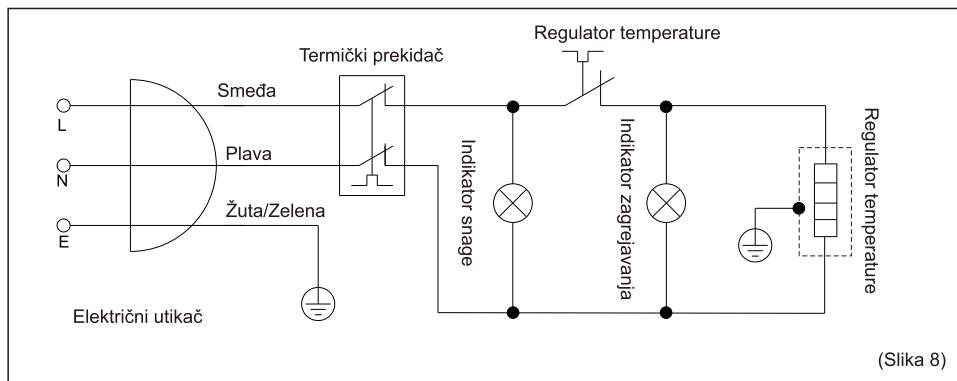 Regulator temperature
Termički prekidač
Smeđa
L
Plava
N
Žuta/Zelena
E
Električni utikač
Indikator snage
Indikator zagrejavanja
Regulator temperature
(Slika 8)